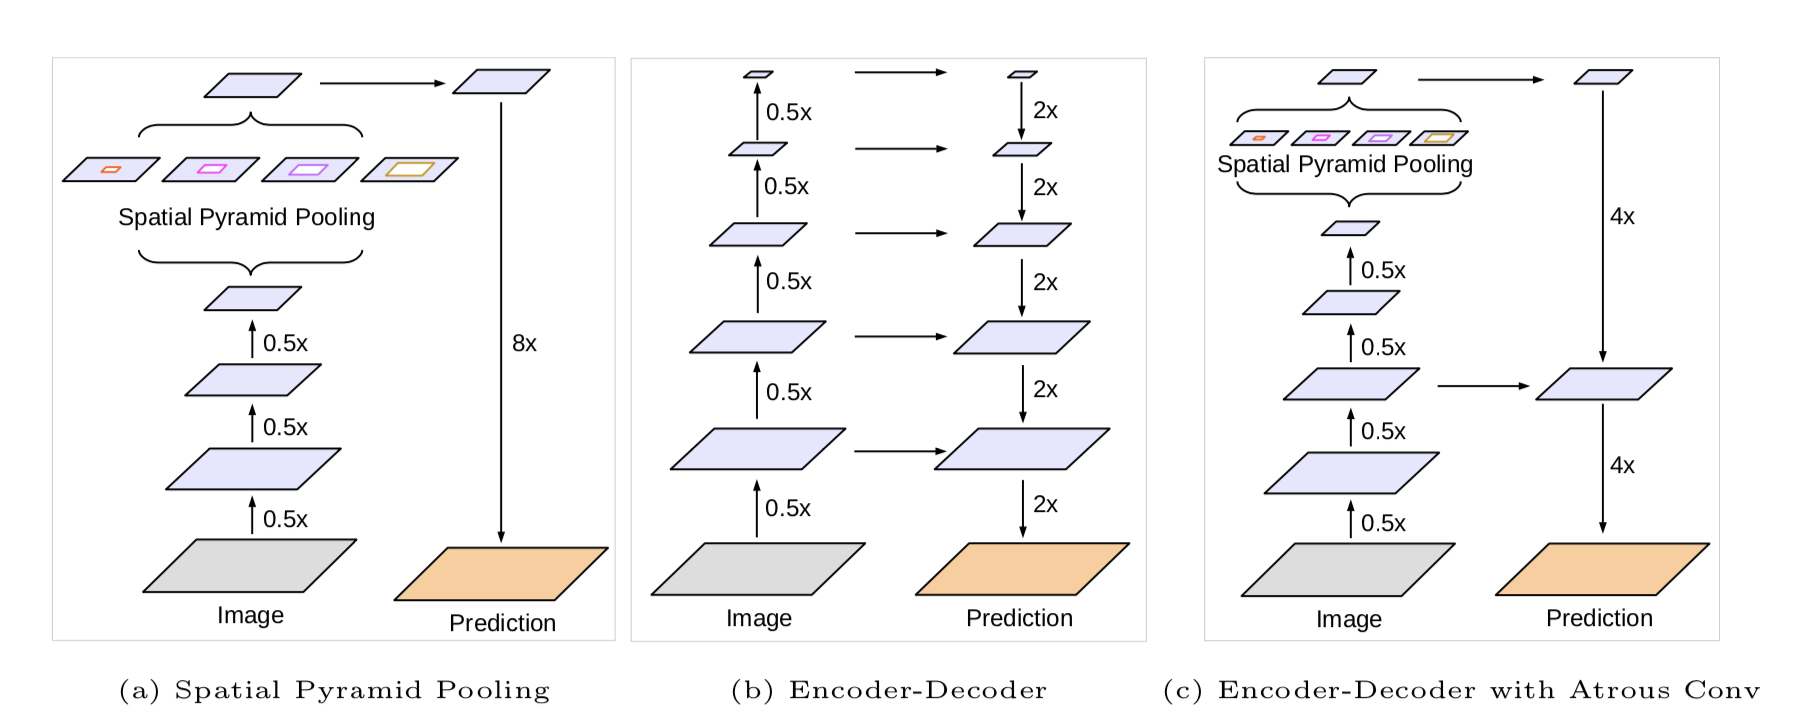 Spatial Pyramid Pooling
0.5x
0.5x
0.5x
8x
Image
Prediction
(a) Spatial Pyramid Pooling
0.5x
2x
0.5x
2x
0.5x
2x
0.5x
2x
0.5x
2x
Image
Prediction
(b) Encoder-Decoder
Spatial Pyramid Pooling
4x
0.5x
0.5x
0.5x
4x
0.5x
Image
Prediction
(c) Encoder-Decoder with Atrous Conv